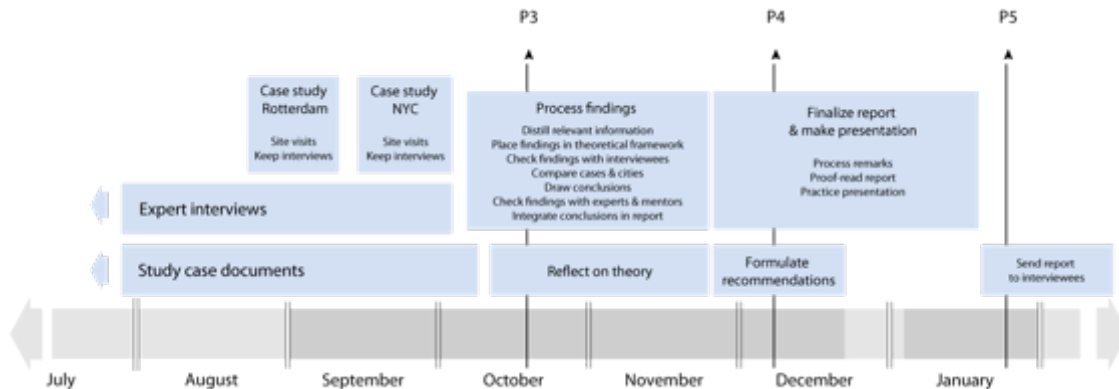 P3
P4
P5
Case study
Rotterdam
Site visits
Keep interviews
Case study
NYC
Site visits
Keep interviews
Process findings
Distill relevant information
Place findings in theoretical framework
Check findings with interviewees
Compare cases & cities
Draw conclusions
Check findings with experts & mentors
Integrate conclusions in report
Finalize report
& make presentation
Process remarks
Proof-read report
Practice presentation
Expert interviews
Study case documents
Reflect on theory
Formulate
recommendations
Send report
to interviewees
July
August
September
October
November
December
January